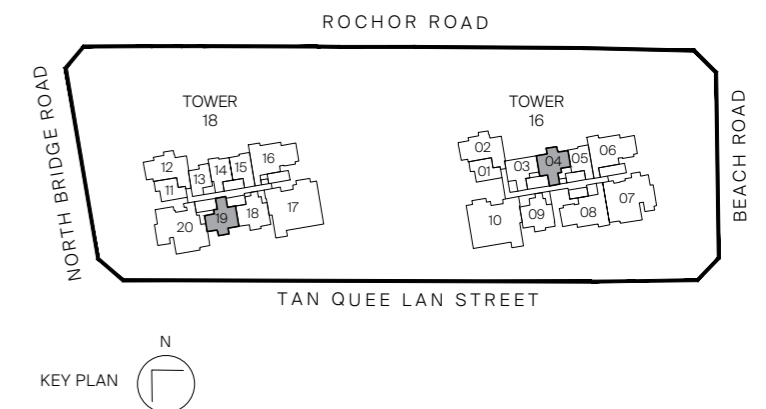 ROCHOR ROAD
NORTH BRIDGE ROAD
BEACH ROAD
TOWER
18
12
11
13
14
15
16
20
19
18
17
TOWER
16
02
01
03
04
05
06
10
09
08
07
TAN QUEE LAN STREET
N
KEY PLAN